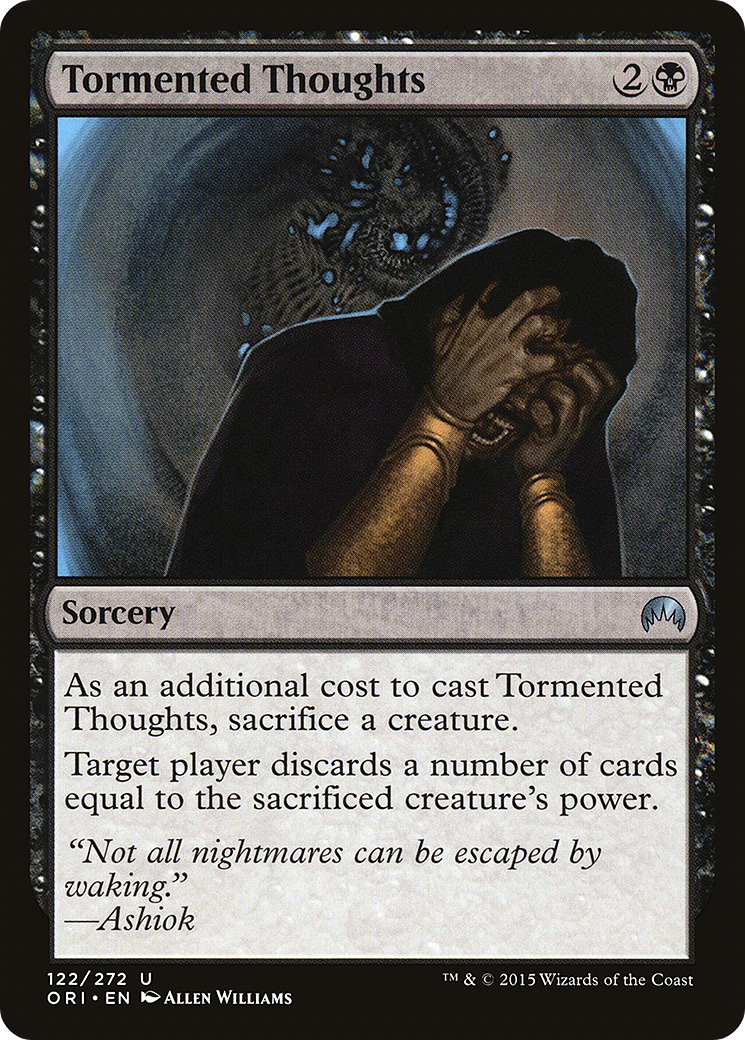 Tormented Thoughts 2
Sorcery
As an additional cost to cast Tormented
Thoughts, sacrifice a creature.
Target player discards a number of cards
equal to the sacrificed creature's power.
“Not all nightmares can be escaped by
waking.”
—Ashiok
122/272 U
ORI • EN Allen Williams
™ & © 2015 Wizards of the Coast